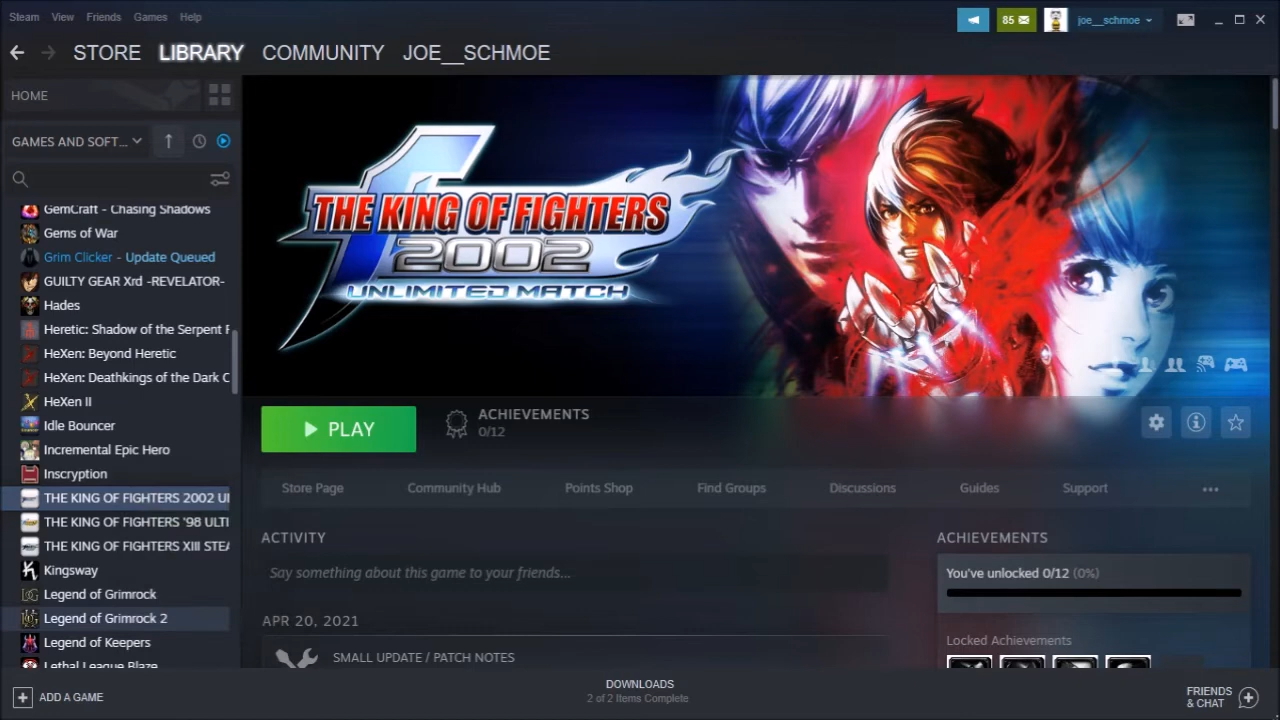 Steam View Friends Games Help
85
joe__schmoe
STORE LIBRARY COMMUNITY JOE__SCHMOE
HOME
GAMES AND SOFT...
GemCraft - Chasing Shadows
Gems of War
Grim Clicker - Update Queued
GUILTY GEAR Xrd -REVELATOR-
Hades
Heretic: Shadow of the Serpent R
HeXen: Beyond Heretic
HeXen: Deathkings of the Dark C
HeXen II
Idle Bouncer
Incremental Epic Hero
Inscryption
THE KING OF FIGHTERS 2002 UI
THE KING OF FIGHTERS '98 ULTI
THE KING OF FIGHTERS XIII STEA
Kingsway
Legend of Grimrock
Legend of Grimrock 2
Legend of Keepers
Lethal League Blaze
THE KING OF FIGHTERS
2002
UNLIMITED MATCH
PLAY
ACHIEVEMENTS
0/12
Store Page Community Hub Points Shop Find Groups Discussions Guides Support
ACTIVITY
Say something about this game to your friends...
APR 20, 2021
SMALL UPDATE / PATCH NOTES
ACHIEVEMENTS
You've unlocked 0/12 (0%)
Locked Achievements
ADD A GAME
DOWNLOADS
2 of 2 Items Complete
FRIENDS
& CHAT